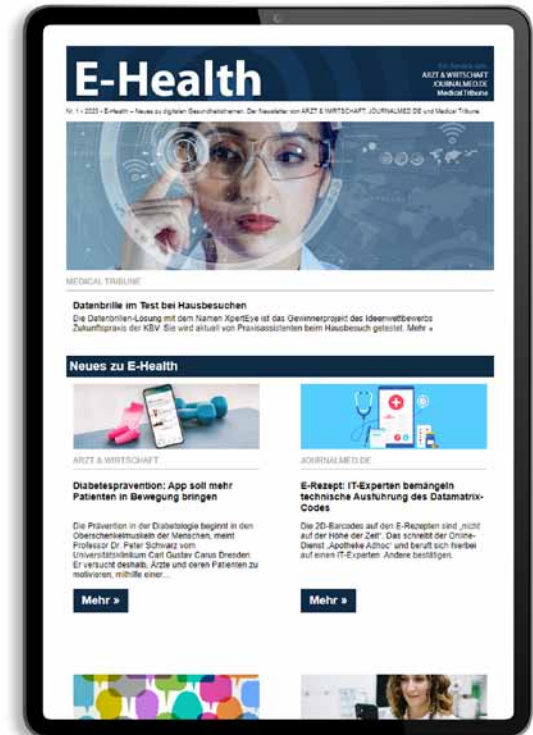 E-Health
Ein Service von
ARZT & WIRTSCHAFT
JOURNALMED.DE
Medical Tribune
Nr. 1 • 2023 • E-Health – Neues zu digitalen Gesundheitsthemen. Der Newsletter von ARZT & WIRTSCHAFT, JOURNALMED.DE und Medical Tribune.
MEDICAL TRIBUNE
Datenbrille im Test bei Hausbesuchen
Die Datenbrillen-Lösung mit dem Namen XpertEye ist das Gewinnerprojekt des Ideenwettbewerbs
Zukunftspraxis der KBV. Sie wird aktuell von Praxisassistenten beim Hausbesuch getestet. Mehr »
Neues zu E-Health
ARZT & WIRTSCHAFT
Diabetesprävention: App soll mehr
Patienten in Bewegung bringen
Die Prävention in der Diabetologie beginnt in den
Oberschenkelmuskeln der Menschen, meint
Professor Dr. Peter Schwarz vom
Universitätsklinikum Carl Gustav Carus Dresden.
Er versucht deshalb, Ärzte und deren Patienten zu
motivieren, mithilfe einer…
Mehr »
JOURNALMED.DE
E-Rezept: IT-Experten bemängeln
technische Ausführung des Datamatrix-
Codes
Die 2D-Barcodes auf den E-Rezepten sind „nicht
auf der Höhe der Zeit“. Das schreibt der Online-
Dienst „Apotheke Adhoc“ und beruft sich hierbei
auf einen IT-Experten. Andere bestätigen.
Mehr »